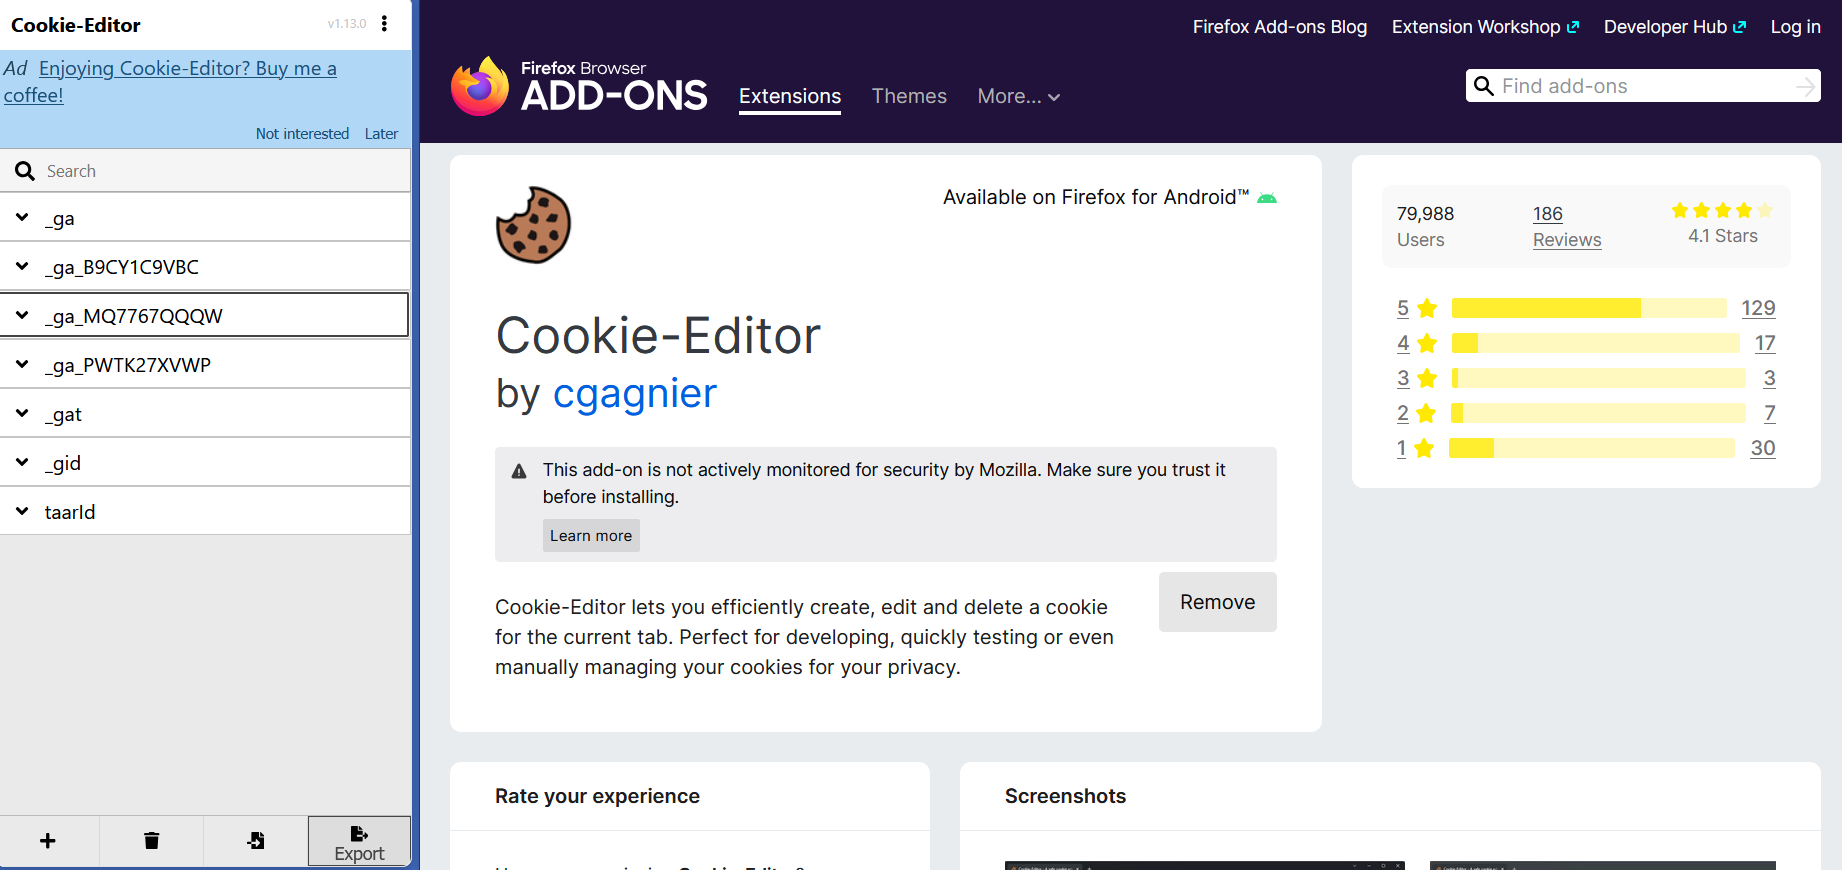 Cookie-Editor
v1.13.0
Ad Enjoying Cookie-Editor? Buy me a
coffee!
Not interested Later
Search
_ga
_ga_B9CY1C9VBC
_ga_MQ7767QQQW
_ga_PWTK27XVWP
_gat
_gid
taarId
Export
Firefox Add-ons Blog Extension Workshop Developer Hub Log in
Firefox Browser
ADD-ONS
Extensions Themes More...
Find add-ons
Available on Firefox for Android™
Cookie-Editor
by cgagnier
This add-on is not actively monitored for security by Mozilla. Make sure you trust it
before installing.
Learn more
Cookie-Editor lets you efficiently create, edit and delete a cookie
for the current tab. Perfect for developing, quickly testing or even
manually managing your cookies for your privacy.
Remove
79,988 186
Users Reviews 4.1 Stars
5 129
4 17
3 3
2 7
1 30
Rate your experience
Screenshots